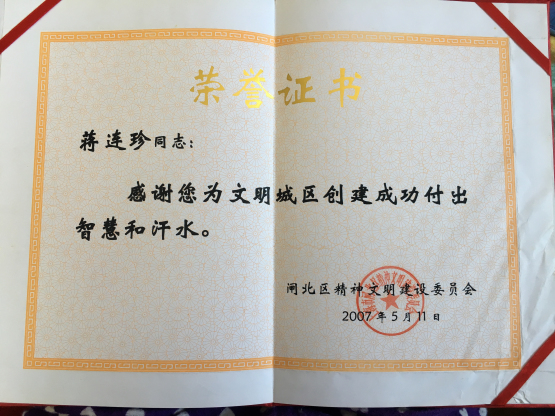 荣誉证书
蒋连珍同志：
感谢您为文明城区创建成功付出
智慧和汗水。
闸北区精神文明建设委员会
2007年5月11日